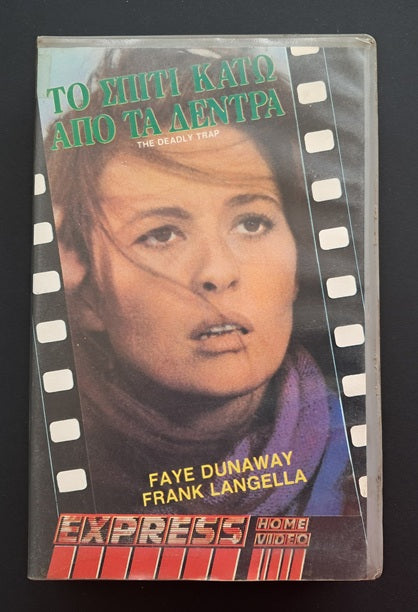 ΤΟ ΣΠΙΤΙ ΚΑΤΩ
ΑΠΟ ΤΑ ΔΕΝΤΡΑ
THE DEADLY TRAP
FAYE DUNAWAY
FRANK LANGELLA
EXPRESS HOME
VIDEO